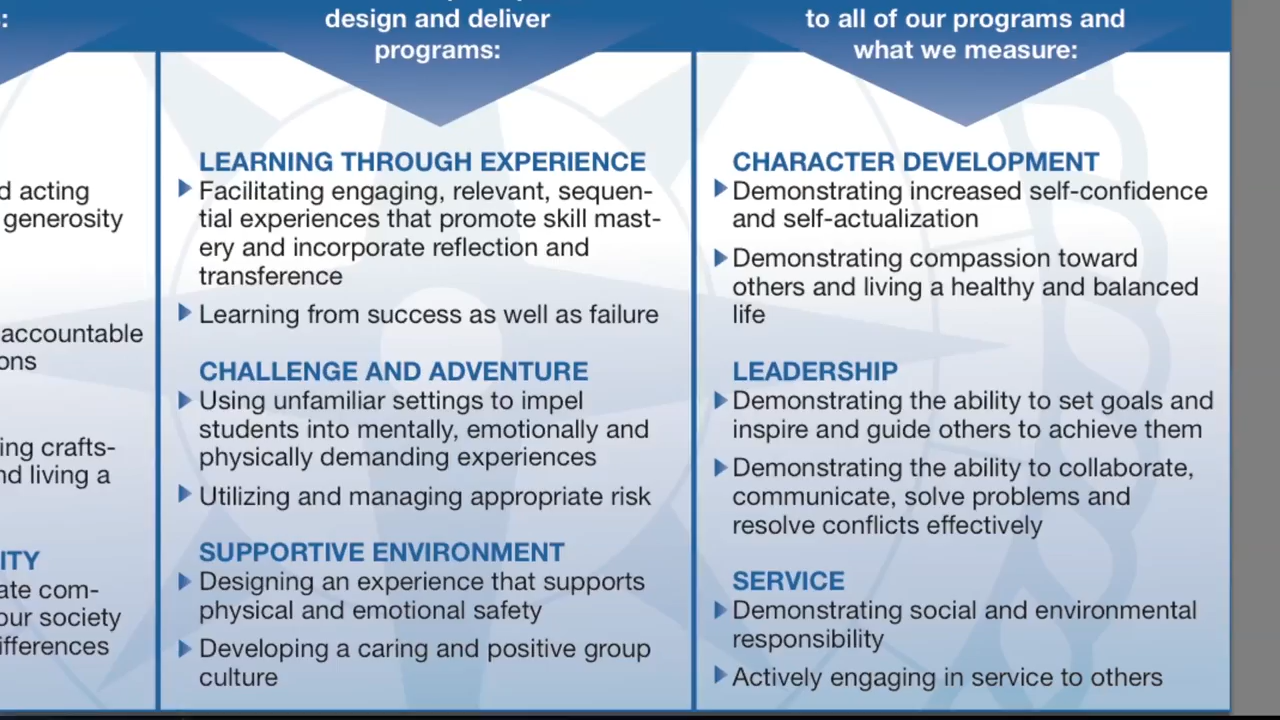 :
d acting
generosity
accountable
ons
ing crafts-
nd living a
ITY
ate com-
our society
ifferences
design and deliver
programs:
LEARNING THROUGH EXPERIENCE
Facilitating engaging, relevant, sequen-
tial experiences that promote skill mast-
ery and incorporate reflection and
transference
Learning from success as well as failure
CHALLENGE AND ADVENTURE
Using unfamiliar settings to impel
students into mentally, emotionally and
physically demanding experiences
Utilizing and managing appropriate risk
SUPPORTIVE ENVIRONMENT
Designing an experience that supports
physical and emotional safety
Developing a caring and positive group
culture
to all of our programs and
what we measure:
CHARACTER DEVELOPMENT
Demonstrating increased self-confidence
and self-actualization
Demonstrating compassion toward
others and living a healthy and balanced
life
LEADERSHIP
Demonstrating the ability to set goals and
inspire and guide others to achieve them
Demonstrating the ability to collaborate,
communicate, solve problems and
resolve conflicts effectively
SERVICE
Demonstrating social and environmental
responsibility
Actively engaging in service to others